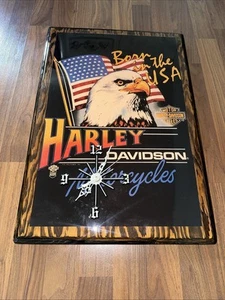 Born
in the
USA
HARLEY
DAVIDSON
12
Motorcycles
9
3
6